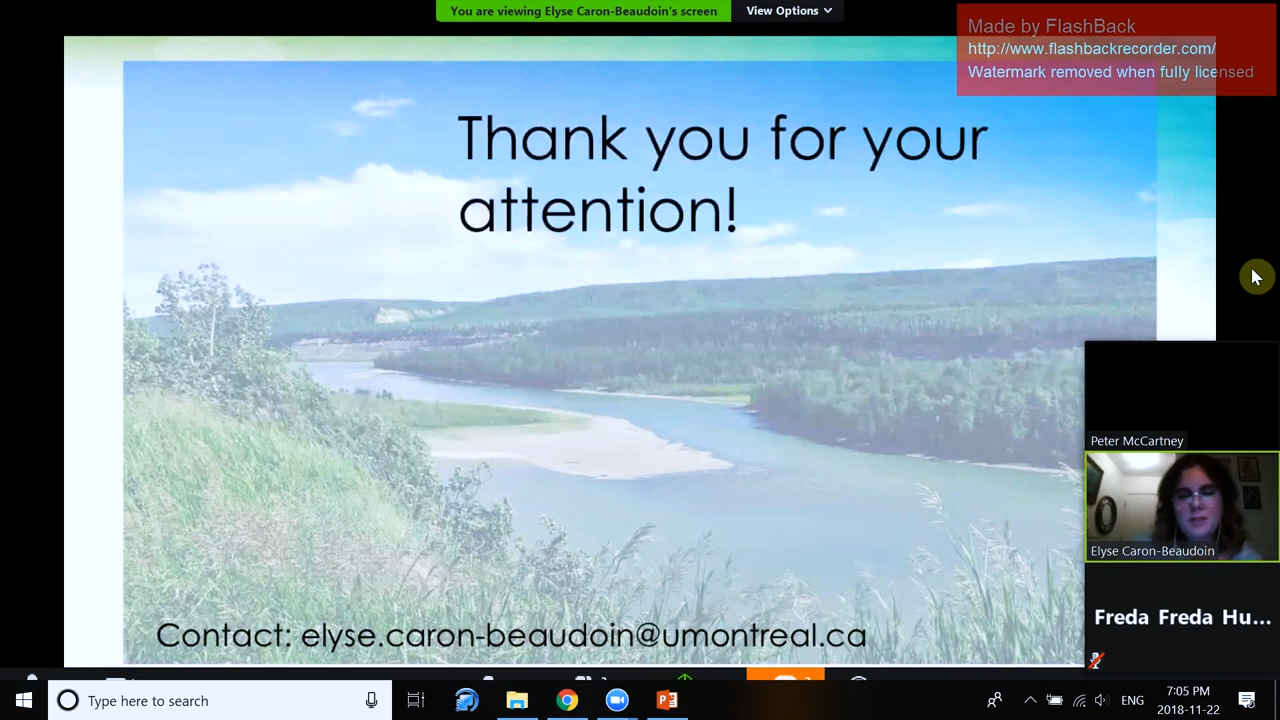 You are viewing Elyse Caron-Beaudoin's screen
View Options
Made by FlashBack
http://www.flashbackrecorder.com/
Watermark removed when fully licensed
Thank you for your
attention!
Peter McCartney
Elyse Caron-Beaudoin
Freda Freda Hu...
Contact: elyse.caron-beaudoin@umontreal.ca
Type here to search
ENG
7:05 PM
2018-11-22